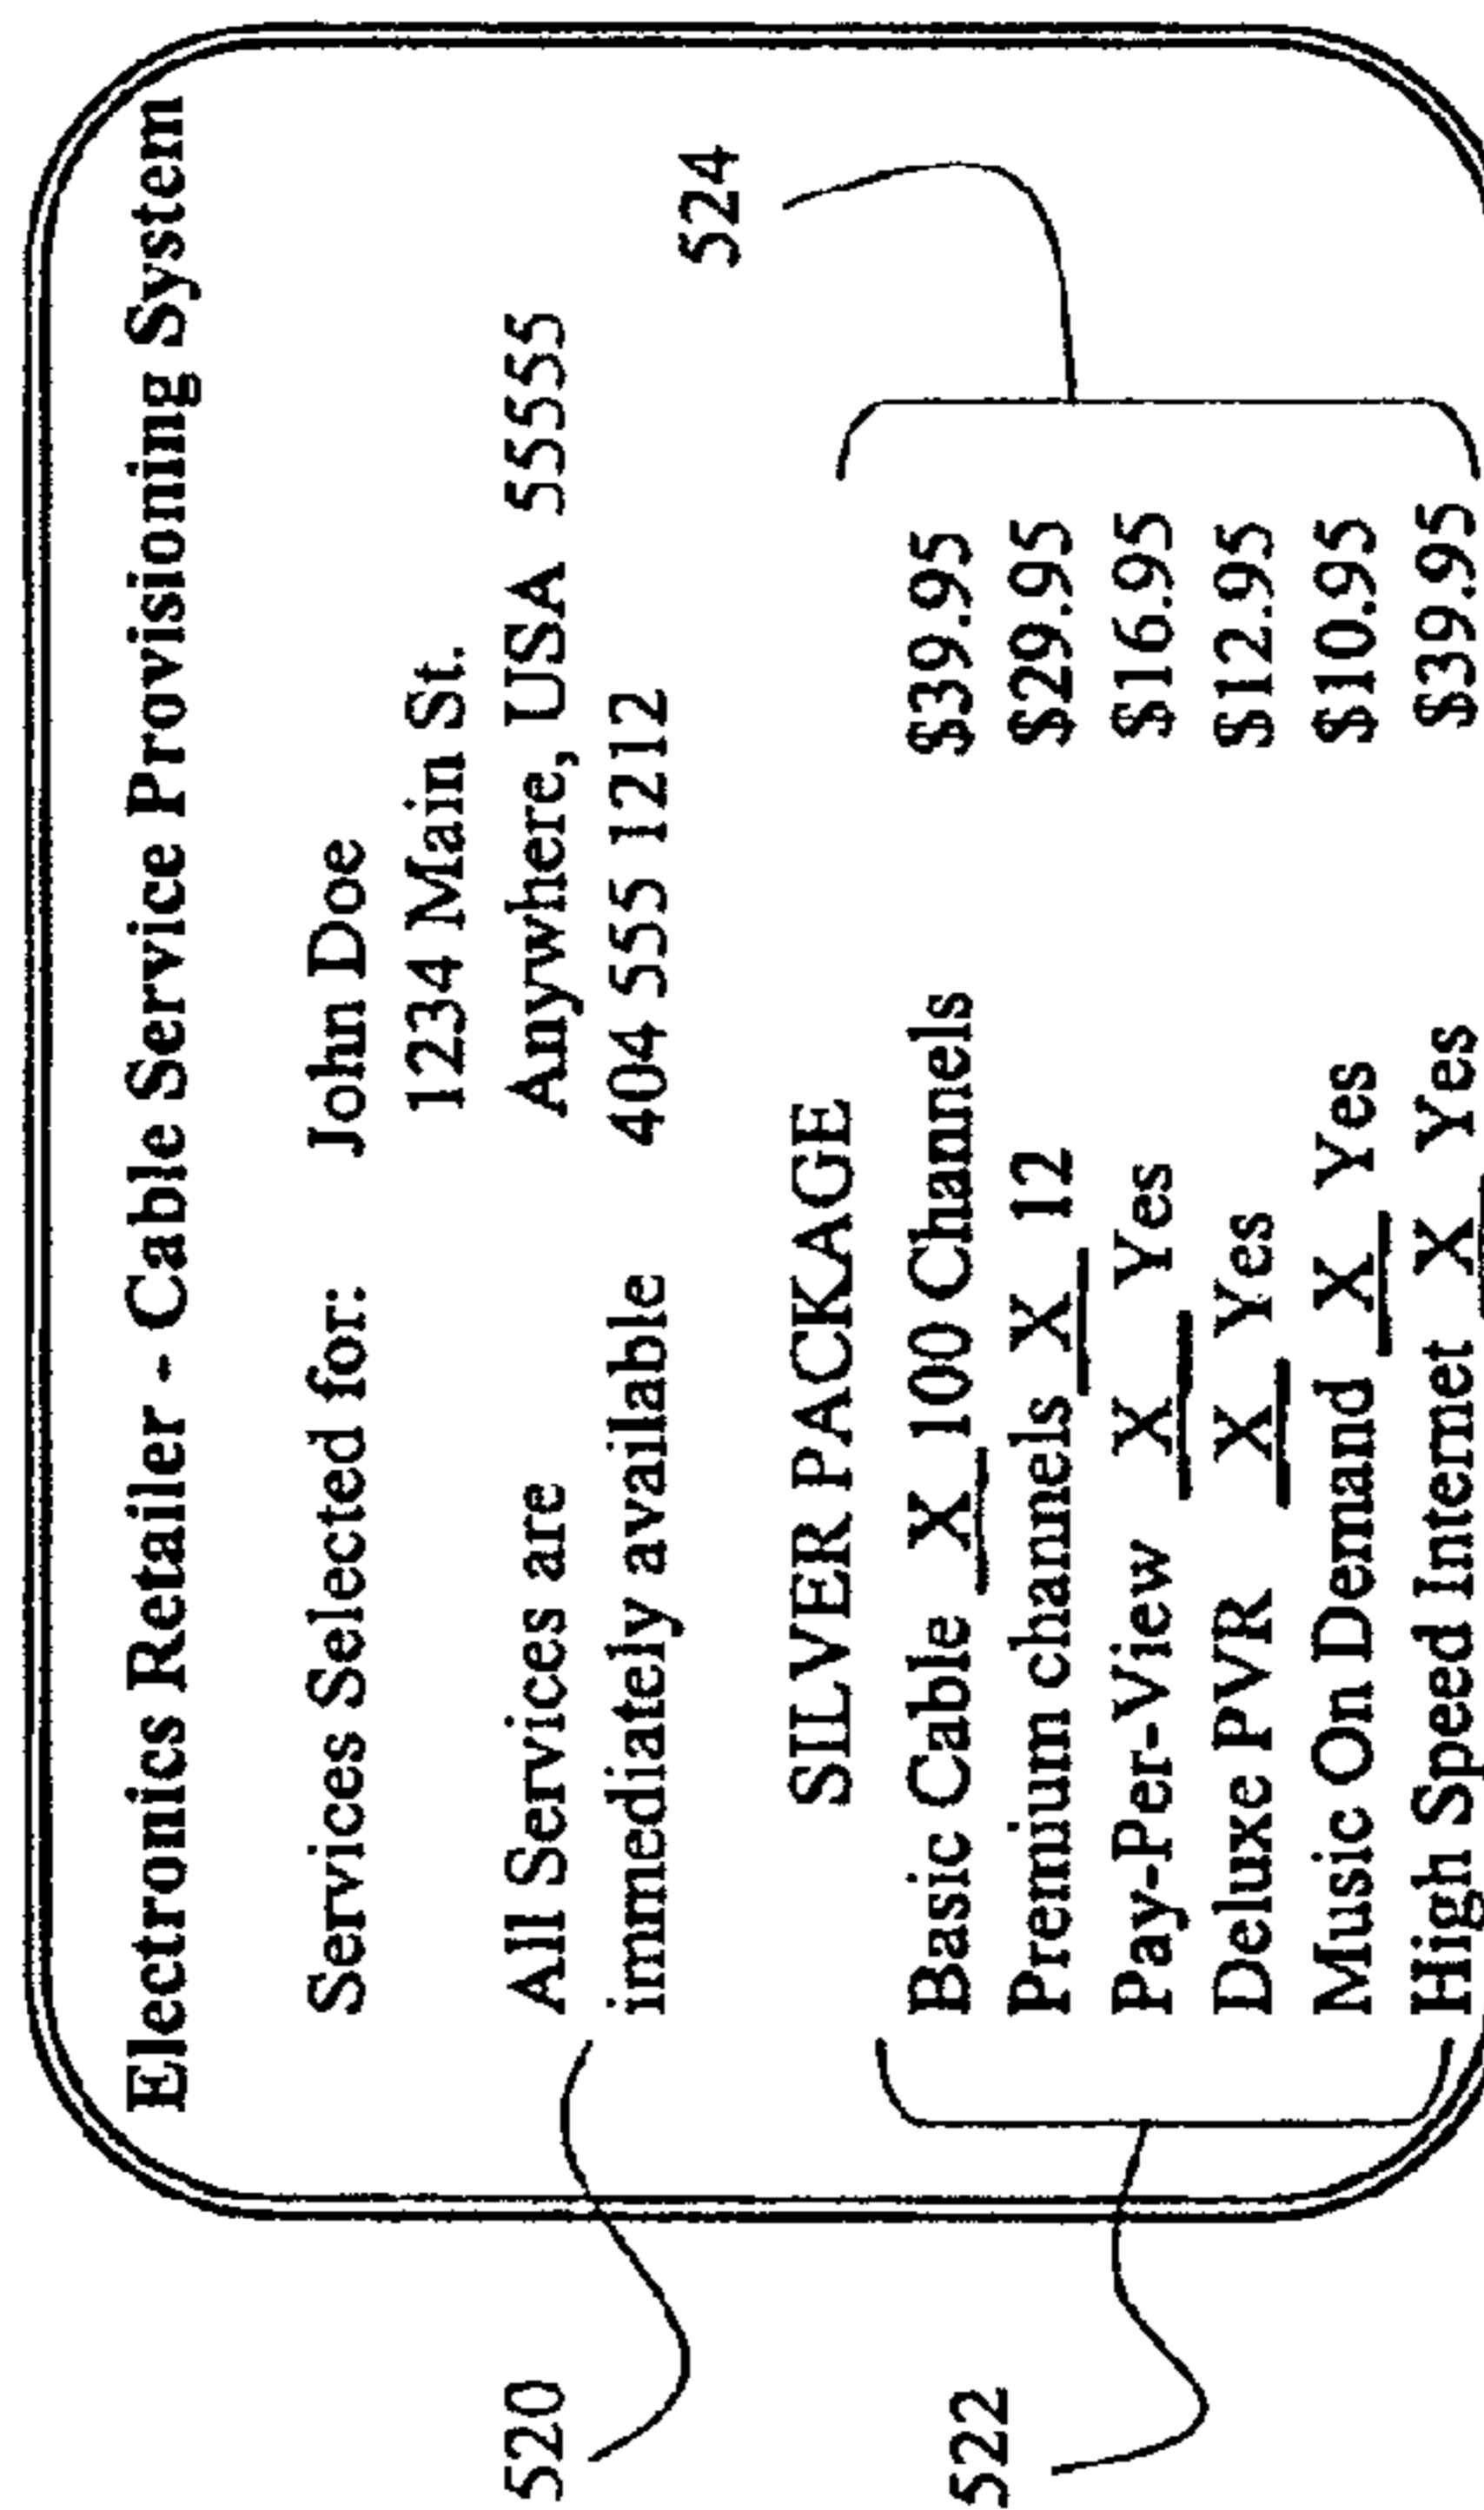 Electronics Retailer - Cable Service Provisioning System
Services Selected for: John Doe
1234 Main St.
All Services are Anywhere, USA 55555
immediately available 404 555 1212
520
524
SILVER PACKAGE
Basic Cable X 100 Channels $39.95
Premium channels X 12 $29.95
Pay-Per-View X Yes $16.95
Deluxe PVR X Yes $12.95
Music On Demand X Yes $10.95
High Speed Internet X Yes $39.95
522